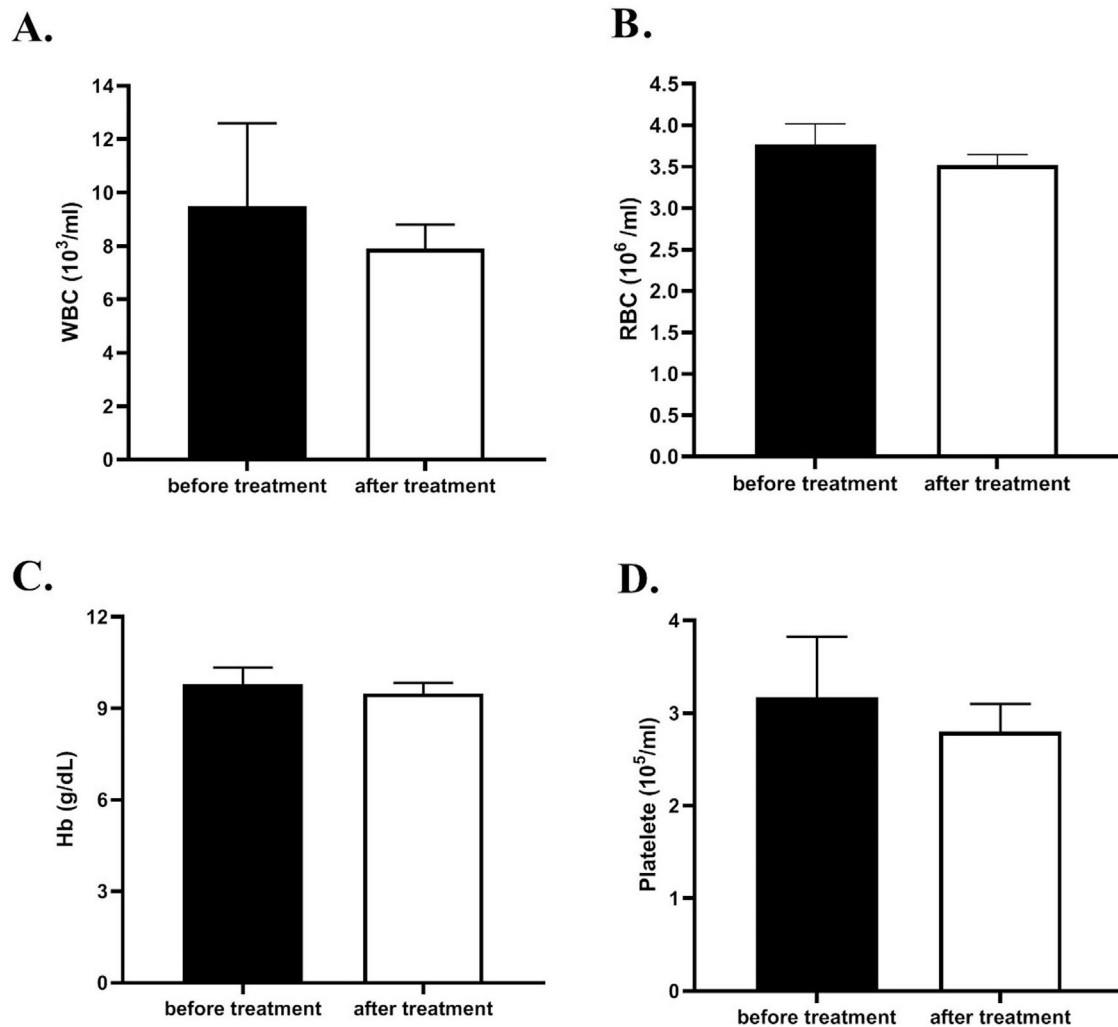 A.
WBC (10³/ml)
14
12
10
8
6
4
2
0
before treatment
after treatment
B.
RBC (10⁶ /ml)
4.5
4.0
3.5
3.0
2.5
2.0
1.5
1.0
0.5
0.0
before treatment
after treatment
C.
Hb (g/dL)
12
9
6
3
0
before treatment
after treatment
D.
Platelete (10⁵/ml)
4
3
2
1
0
before treatment
after treatment